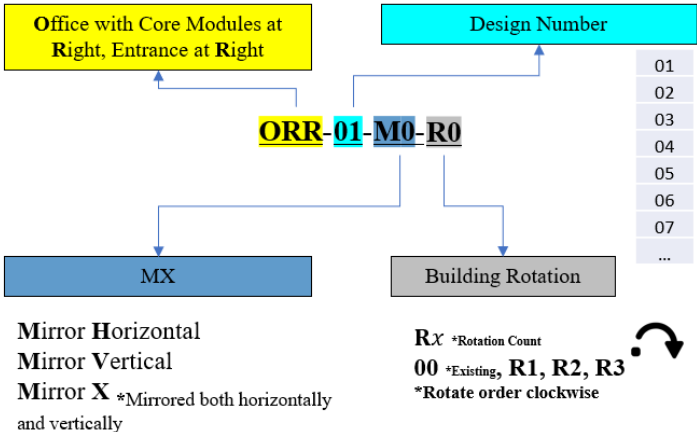 Office with Core Modules at
Right, Entrance at Right
Design Number
01
02
03
04
05
06
07
...
ORR-01-M0-R0
MX
Building Rotation
Mirror Horizontal
Mirror Vertical
Mirror X *Mirrored both horizontally
and vertically
Rx *Rotation Count
00 *Existing, R1, R2, R3
*Rotate order clockwise